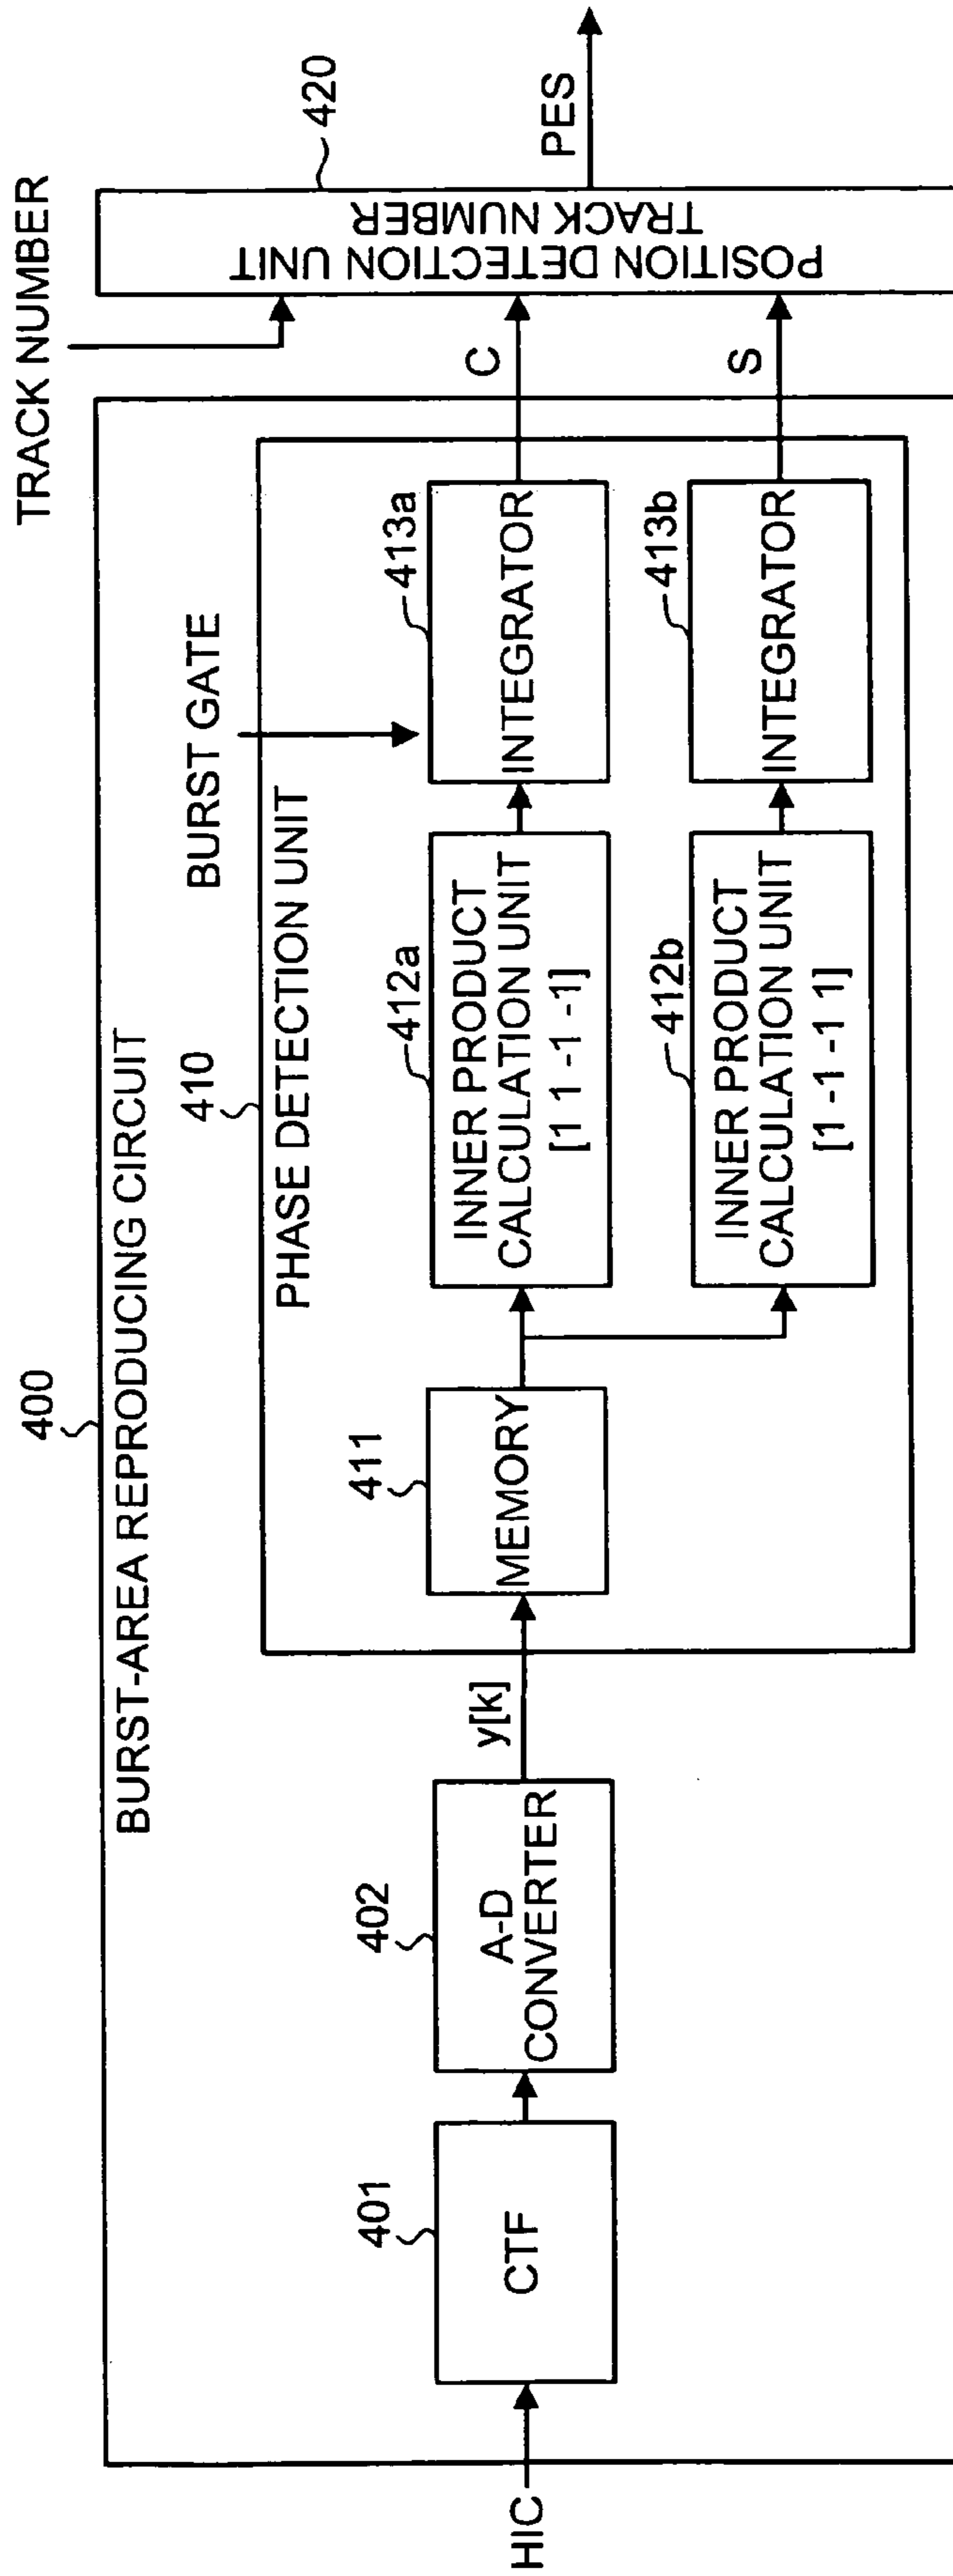 400
BURST-AREA REPRODUCING CIRCUIT
410
PHASE DETECTION UNIT
BURST GATE
TRACK NUMBER
HIC
401
CTF
402
A-D
CONVERTER
y[k]
411
MEMORY
412a
INNER PRODUCT
CALCULATION UNIT
[1 1 -1 -1]
413a
INTEGRATOR
C
412b
INNER PRODUCT
CALCULATION UNIT
[1 -1 -1 1]
413b
INTEGRATOR
S
420
POSITION DETECTION UNIT
TRACK NUMBER
PES